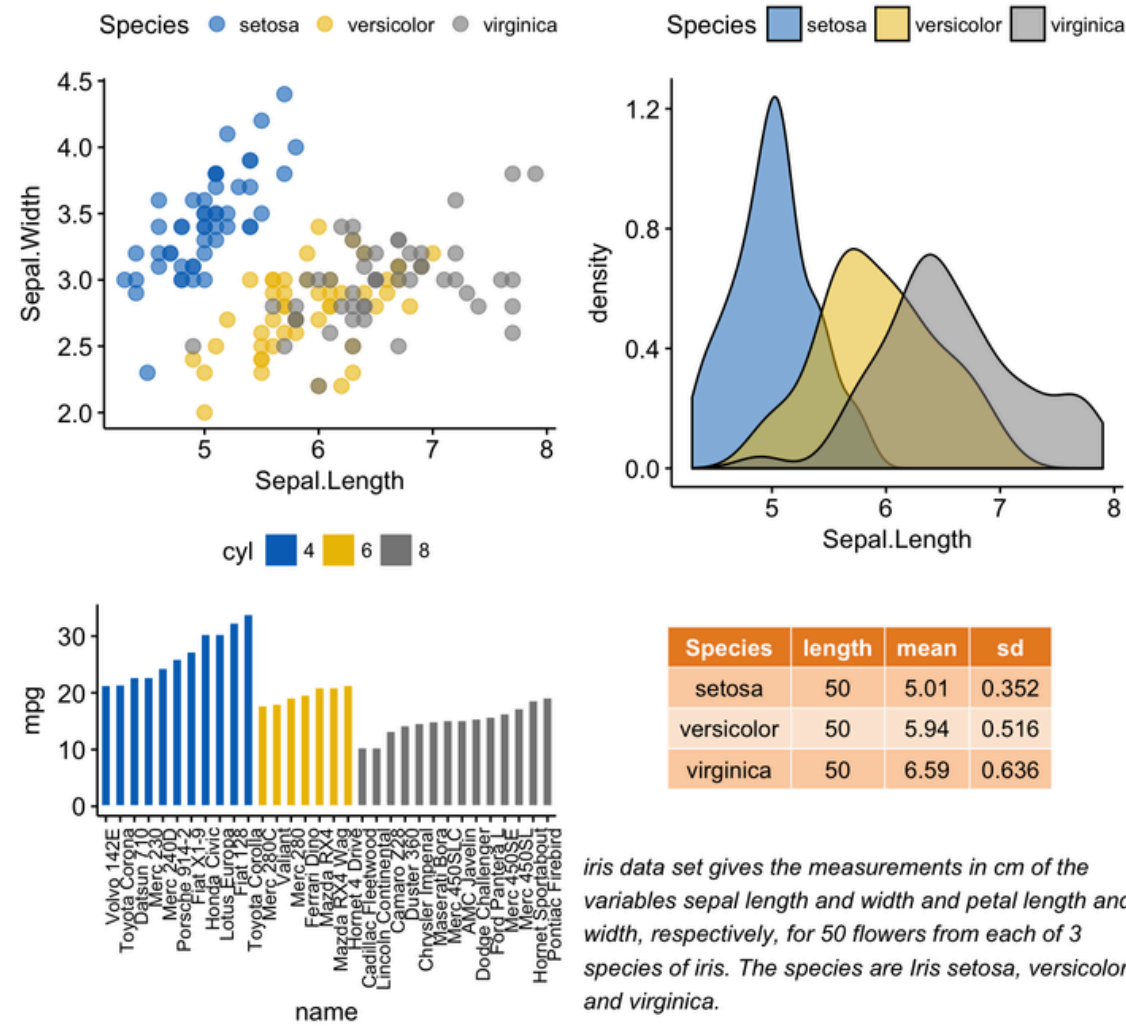 Species setosa versicolor virginica
4.5
4.0
3.5
3.0
2.5
2.0
Sepal.Width
5 6 7 8
Sepal.Length
Species setosa versicolor virginica
1.2
0.8
0.4
0.0
density
5 6 7 8
Sepal.Length
cyl 4 6 8
30
20
10
0
mpg
Volvo 142E
Toyota Corona
Datsun 710
Merc 230
Merc 240D
Porsche 914-2
Fiat X1-9
Honda Civic
Lotus Europa
Fiat 128
Toyota Corolla
Merc 280C
Valiant
Merc 280
Ferrari Dino
Mazda RX4
Mazda RX4 Wag
Hornet 4 Drive
Cadillac Fleetwood
Lincoln Continental
Camaro Z28
Duster 360
Chrysler Imperial
Maserati Bora
Merc 450SLC
AMC Javelin
Dodge Challenger
Ford Pantera L
Merc 450SE
Merc 450SL
Hornet Sportabout
Pontiac Firebird
name
Species length mean sd
setosa 50 5.01 0.352
versicolor 50 5.94 0.516
virginica 50 6.59 0.636
iris data set gives the measurements in cm of the
variables sepal length and width and petal length and
width, respectively, for 50 flowers from each of 3
species of iris. The species are Iris setosa, versicolor
and virginica.